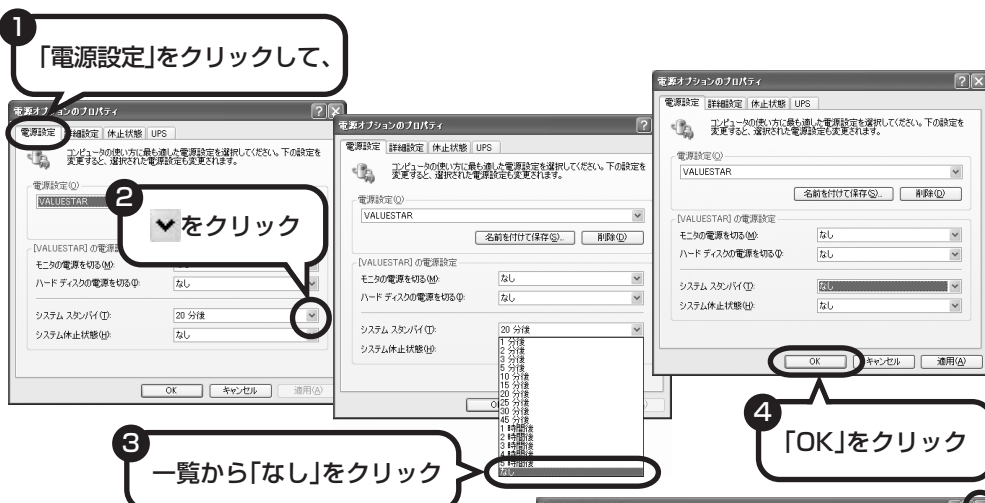 1
「電源設定」をクリックして、
電源オプションのプロパティ
電源設定 詳細設定 休止状態 UPS
コンピュータの使い方に最も適した電源設定を選択してください。下の設定を
変更すると、選択された電源設定も変更されます。
電源設定(O)
VALUESTAR
2
をクリック
[VALUESTAR] の電源設
モニタの電源を切る(M):
ハード ディスクの電源を切る(I):
なし
システム スタンバイ(T):
20 分後
システム休止状態(H):
なし
OK キャンセル 適用(A)
電源オプションのプロパティ
電源設定 詳細設定 休止状態 UPS
コンピュータの使い方に最も適した電源設定を選択してください。下の設定を
変更すると、選択された電源設定も変更されます。
電源設定(O)
VALUESTAR
名前を付けて保存(S)... 削除(D)
[VALUESTAR] の電源設定
モニタの電源を切る(M):
なし
ハード ディスクの電源を切る(I):
なし
システム スタンバイ(T):
20 分後
システム休止状態(H):
1 分後
2 分後
3 分後
5 分後
10 分後
15 分後
20 分後
25 分後
30 分後
45 分後
1 時間後
2 時間後
3 時間後
4 時間後
5 時間後
なし
3
一覧から「なし」をクリック
電源オプションのプロパティ
電源設定 詳細設定 休止状態 UPS
コンピュータの使い方に最も適した電源設定を選択してください。下の設定を
変更すると、選択された電源設定も変更されます。
電源設定(O)
VALUESTAR
名前を付けて保存(S)... 削除(D)
[VALUESTAR] の電源設定
モニタの電源を切る(M):
なし
ハード ディスクの電源を切る(I):
なし
システム スタンバイ(T):
なし
システム休止状態(H):
なし
OK キャンセル 適用(A)
4
「OK」をクリック